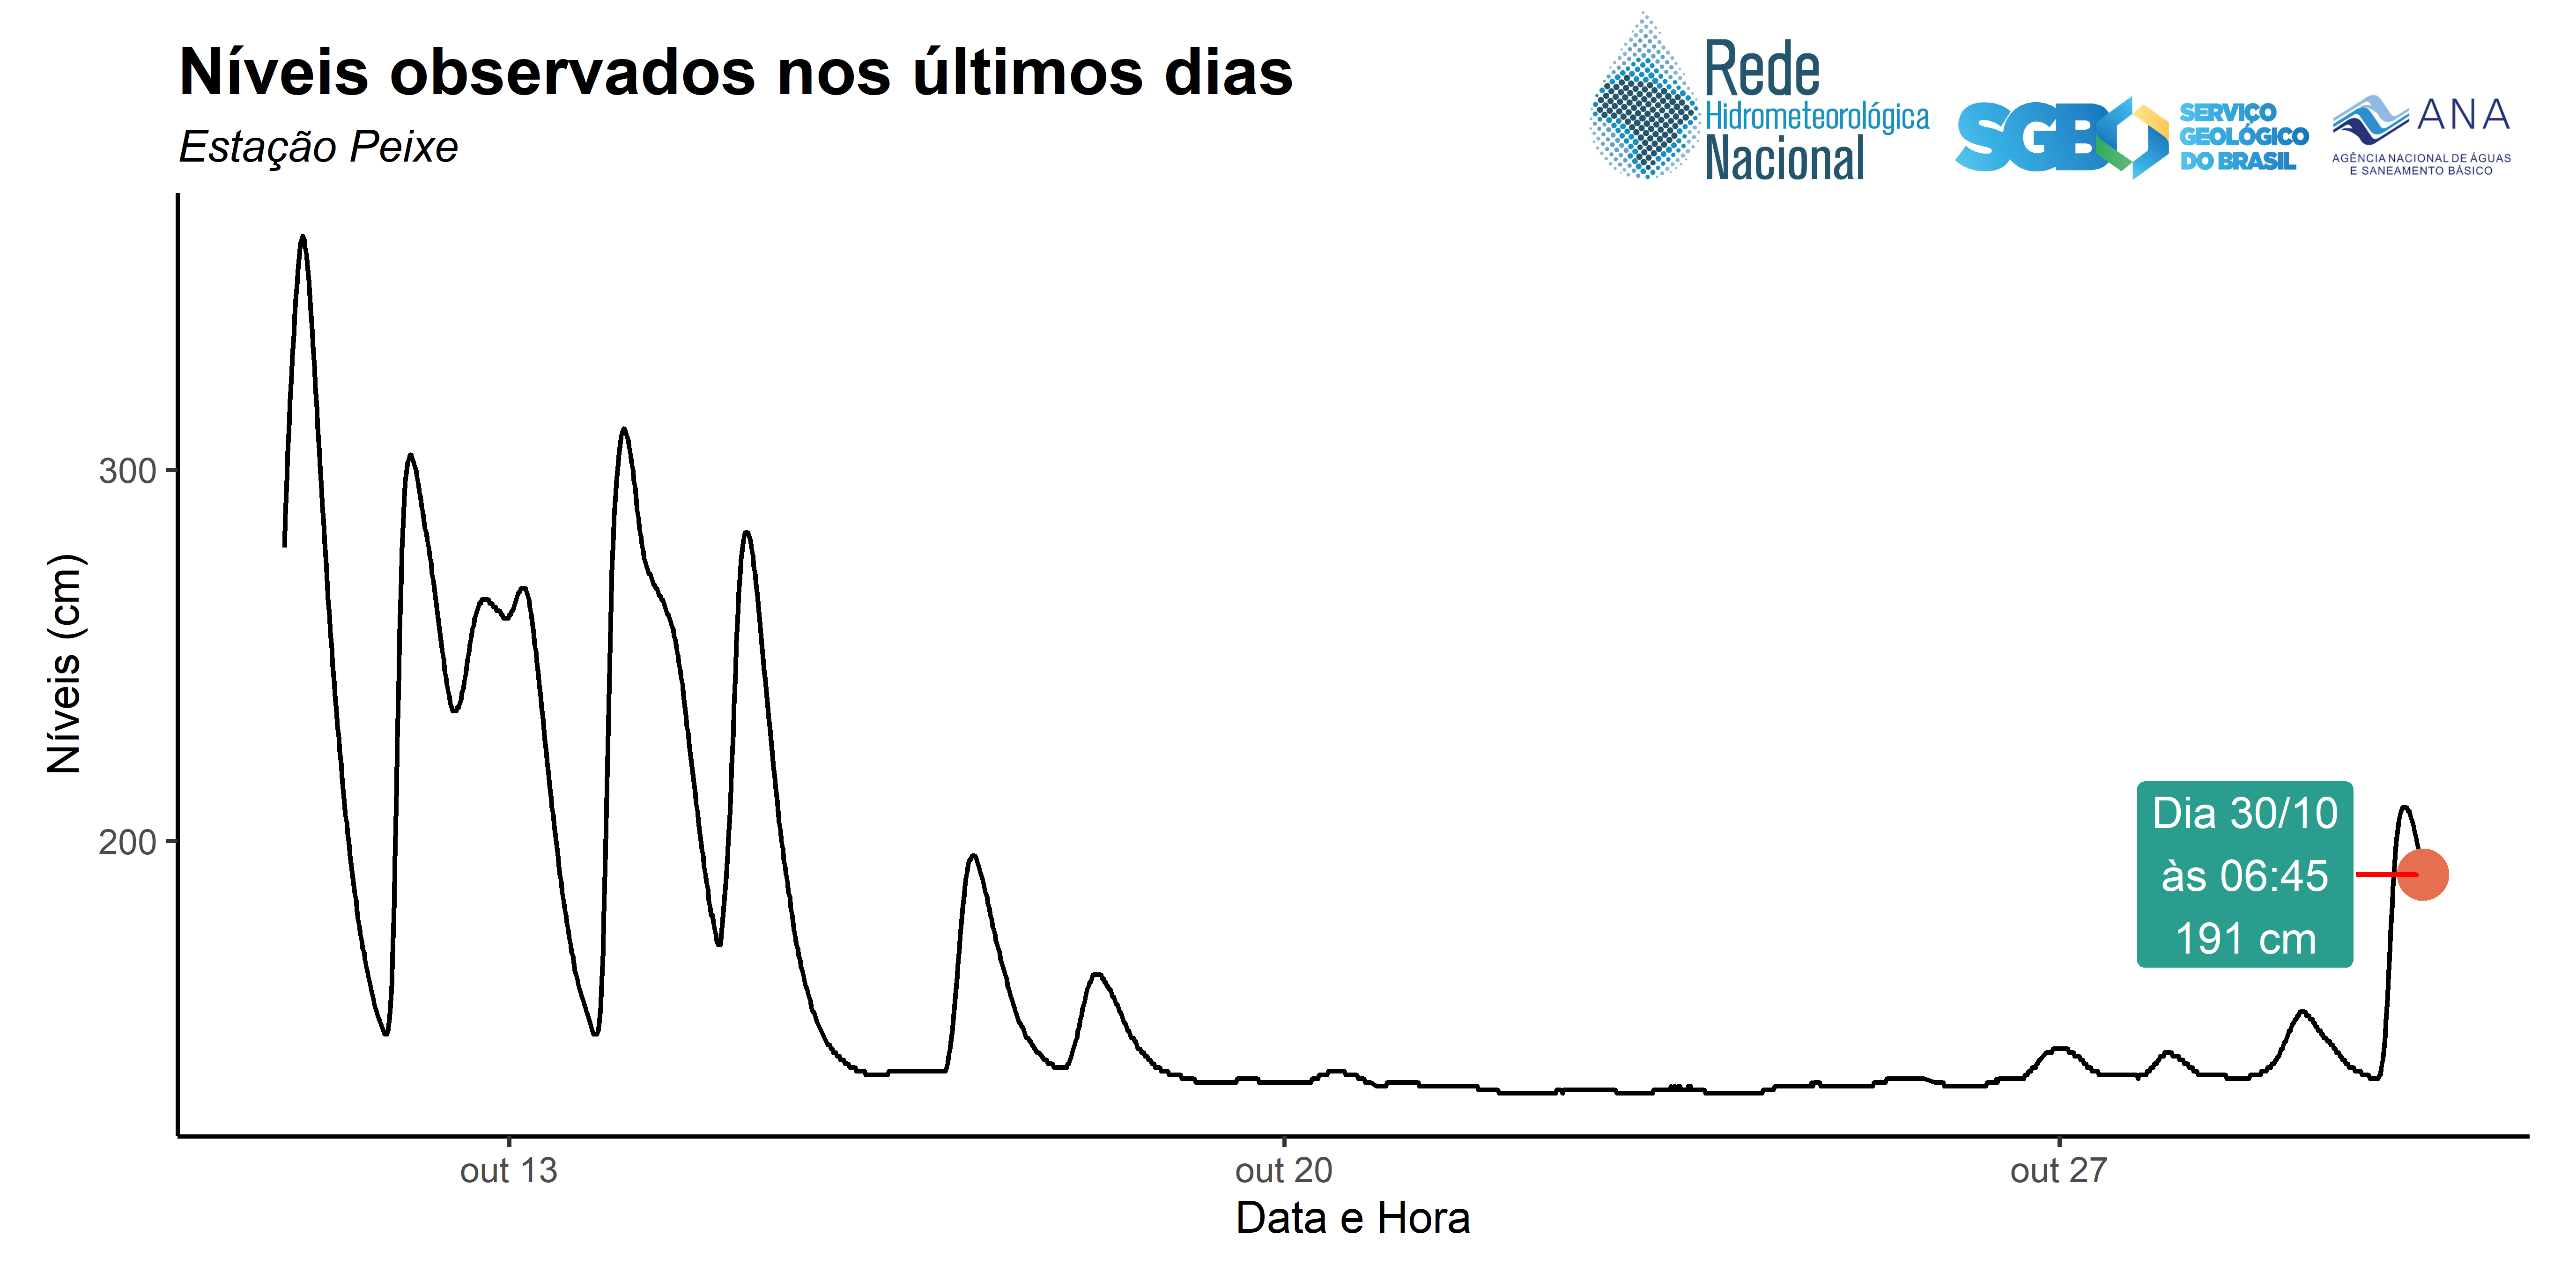 Níveis observados nos últimos dias
Estação Peixe
Rede
Hidrometeorológica
Nacional
SGB
SERVIÇO
GEOLÓGICO
DO BRASIL
ANA
AGÊNCIA NACIONAL DE ÁGUAS
E SANEAMENTO BÁSICO
Níveis (cm)
300
200
Dia 30/10
às 06:45
191 cm
out 13
out 20
out 27
Data e Hora